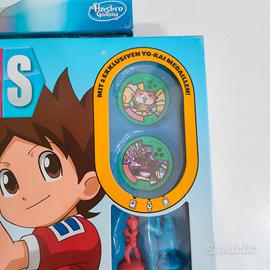 Hasbro
Gaming
S
MIT 2 EXKLUSIVEN YO-KAI MEDAILLEN!
subito